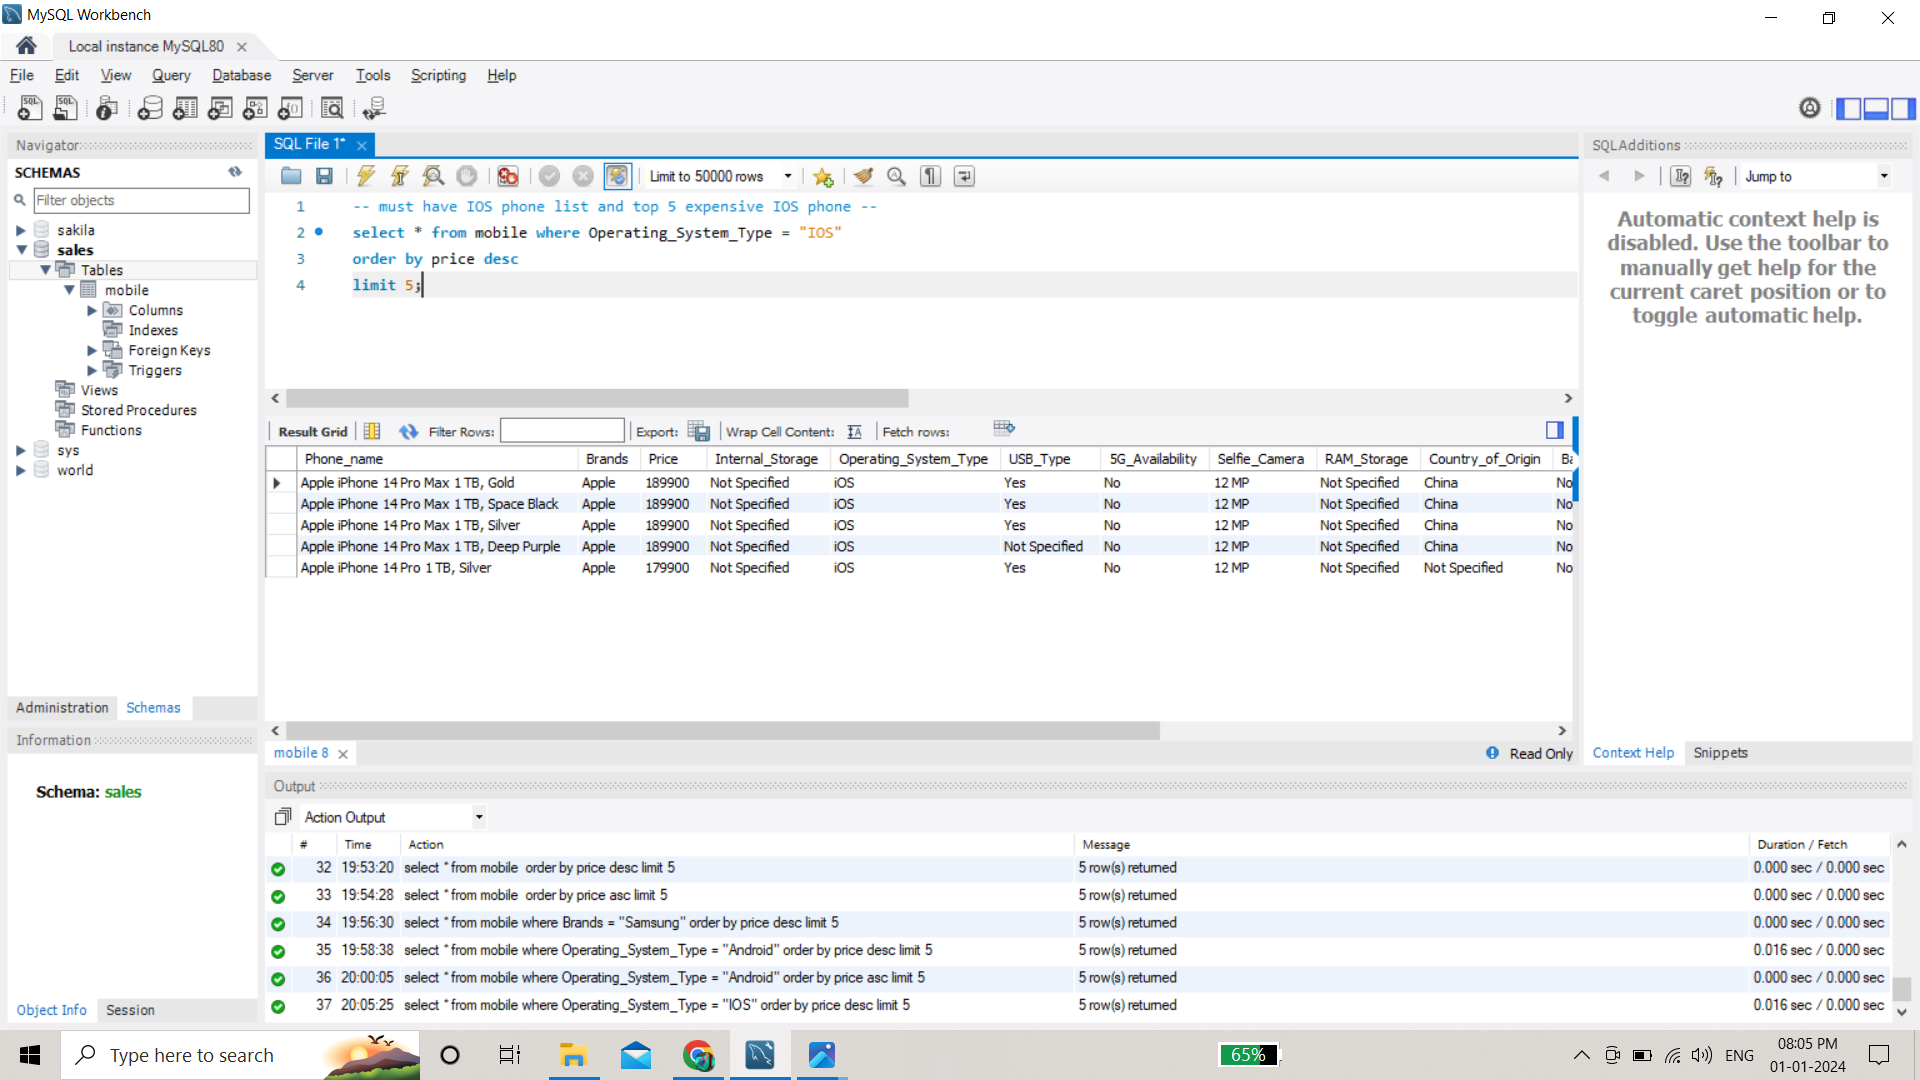 MySQL Workbench
Local instance MySQL80
File Edit View Query Database Server Tools Scripting Help
Navigator
SCHEMAS
Filter objects
sakila
sales
Tables
mobile
Columns
Indexes
Foreign Keys
Triggers
Views
Stored Procedures
Functions
sys
world
Administration Schemas
Information
Schema: sales
Object Info Session
SQL File 1*
Limit to 50000 rows
1 -- must have IOS phone list and top 5 expensive IOS phone --
2 select * from mobile where Operating_System_Type = "IOS"
3 order by price desc
4 limit 5;
Result Grid Filter Rows: Export: Wrap Cell Content: Fetch rows:
Phone_name Brands Price Internal_Storage Operating_System_Type USB_Type 5G_Availability Selfie_Camera RAM_Storage Country_of_Origin Ba
Apple iPhone 14 Pro Max 1 TB, Gold Apple 189900 Not Specified iOS Yes No 12 MP Not Specified China No
Apple iPhone 14 Pro Max 1 TB, Space Black Apple 189900 Not Specified iOS Yes No 12 MP Not Specified China No
Apple iPhone 14 Pro Max 1 TB, Silver Apple 189900 Not Specified iOS Yes No 12 MP Not Specified China No
Apple iPhone 14 Pro Max 1 TB, Deep Purple Apple 189900 Not Specified iOS Not Specified No 12 MP Not Specified China No
Apple iPhone 14 Pro 1 TB, Silver Apple 179900 Not Specified iOS Yes No 12 MP Not Specified Not Specified No
mobile 8
Read Only
SQLAdditions
Jump to
Automatic context help is
disabled. Use the toolbar to
manually get help for the
current caret position or to
toggle automatic help.
Context Help Snippets
Output
Action Output
# Time Action Message Duration / Fetch
32 19:53:20 select * from mobile order by price desc limit 5 5 row(s) returned 0.000 sec / 0.000 sec
33 19:54:28 select * from mobile order by price asc limit 5 5 row(s) returned 0.000 sec / 0.000 sec
34 19:56:30 select * from mobile where Brands = "Samsung" order by price desc limit 5 5 row(s) returned 0.000 sec / 0.000 sec
35 19:58:38 select * from mobile where Operating_System_Type = "Android" order by price desc limit 5 5 row(s) returned 0.016 sec / 0.000 sec
36 20:00:05 select * from mobile where Operating_System_Type = "Android" order by price asc limit 5 5 row(s) returned 0.000 sec / 0.000 sec
37 20:05:25 select * from mobile where Operating_System_Type = "IOS" order by price desc limit 5 5 row(s) returned 0.016 sec / 0.000 sec
Type here to search
65%
ENG
08:05 PM
01-01-2024